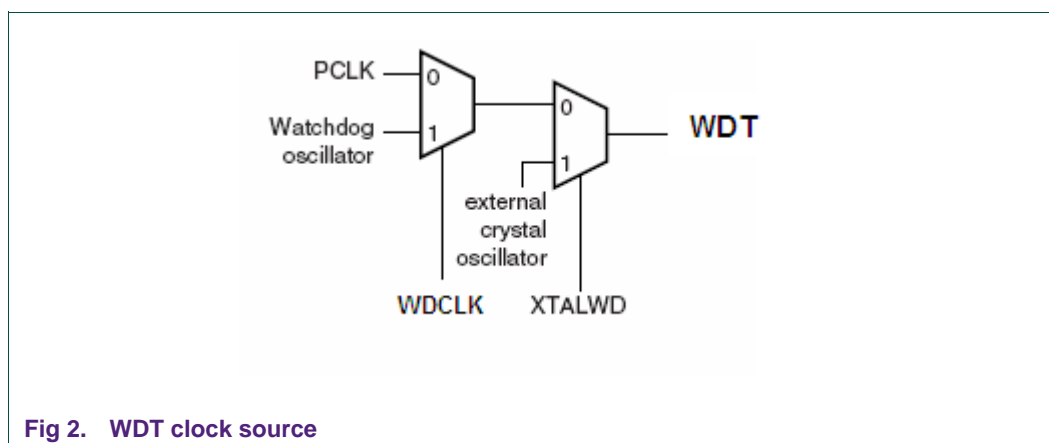 PCLK
0
Watchdog
oscillator
1
0
1
WDT
external
crystal
oscillator
WDCLK
XTALWD
Fig 2. WDT clock source